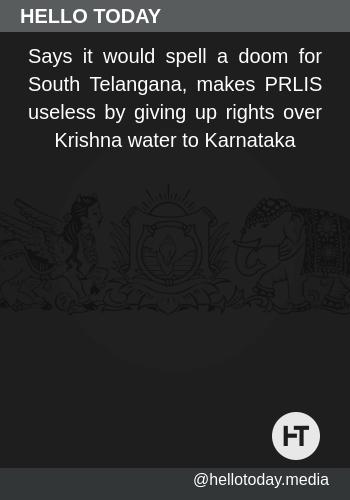 HELLO TODAY
Says it would spell a doom for
South Telangana, makes PRLIS
useless by giving up rights over
Krishna water to Karnataka
HT
@hellotoday.media